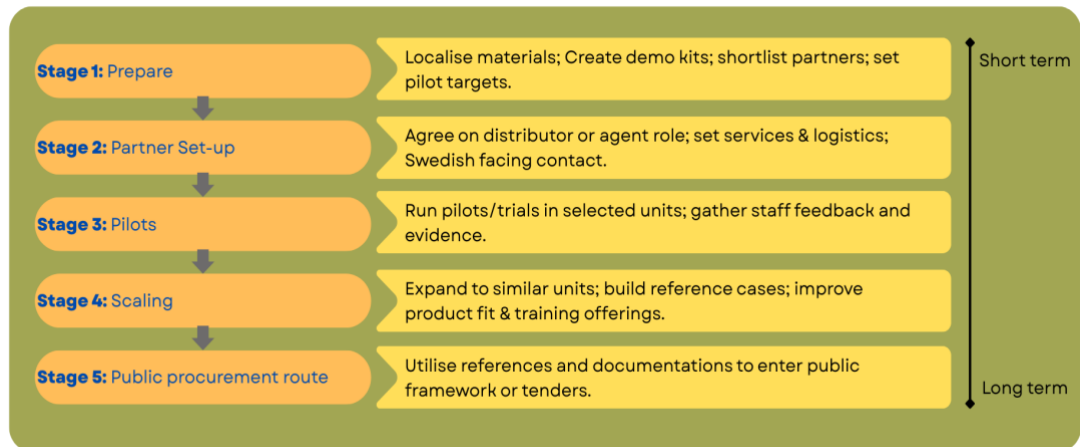 Stage 1: Prepare
Localise materials; Create demo kits; shortlist partners; set
pilot targets.
Short term
Stage 2: Partner Set-up
Agree on distributor or agent role; set services & logistics;
Swedish facing contact.
Stage 3: Pilots
Run pilots/trials in selected units; gather staff feedback and
evidence.
Stage 4: Scaling
Expand to similar units; build reference cases; improve
product fit & training offerings.
Stage 5: Public procurement route
Utilise references and documentations to enter public
framework or tenders.
Long term